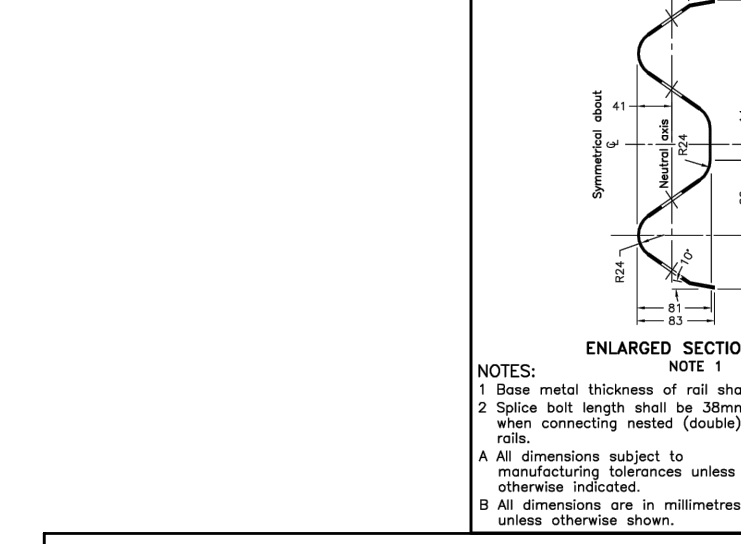 Symmetrical about
℄
41
Neutral axis
R24
R24
10°
81
83
ENLARGED SECTIO
NOTE 1
NOTES:
1 Base metal thickness of rail sha
2 Splice bolt length shall be 38mm
when connecting nested (double)
rails.
A All dimensions subject to
manufacturing tolerances unless
otherwise indicated.
B All dimensions are in millimetres
unless otherwise shown.